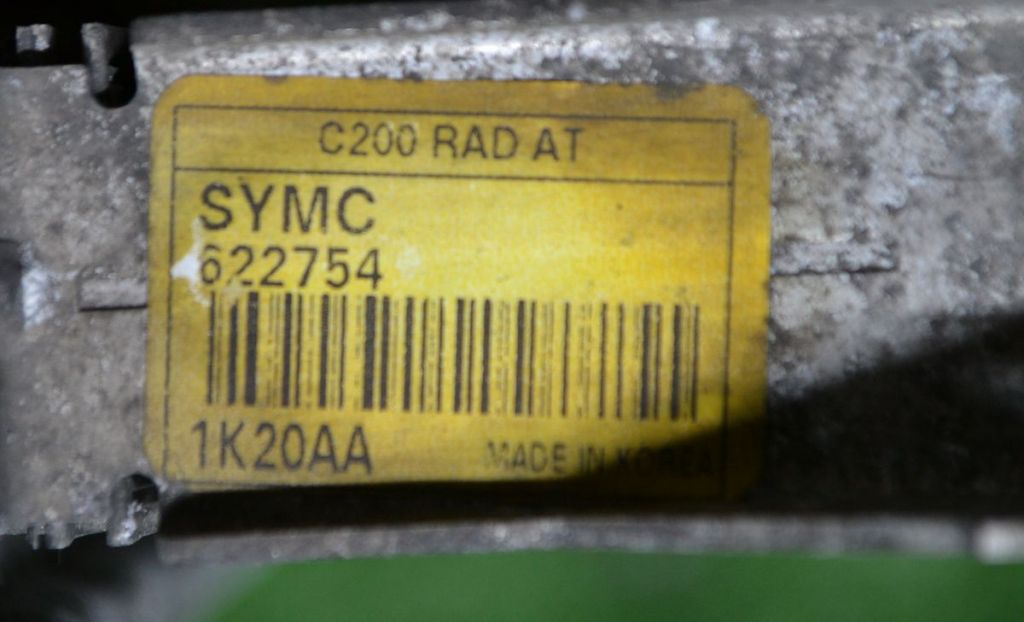 C200 RAD AT
SYMC
622754
1K20AA
MADE IN KOREA